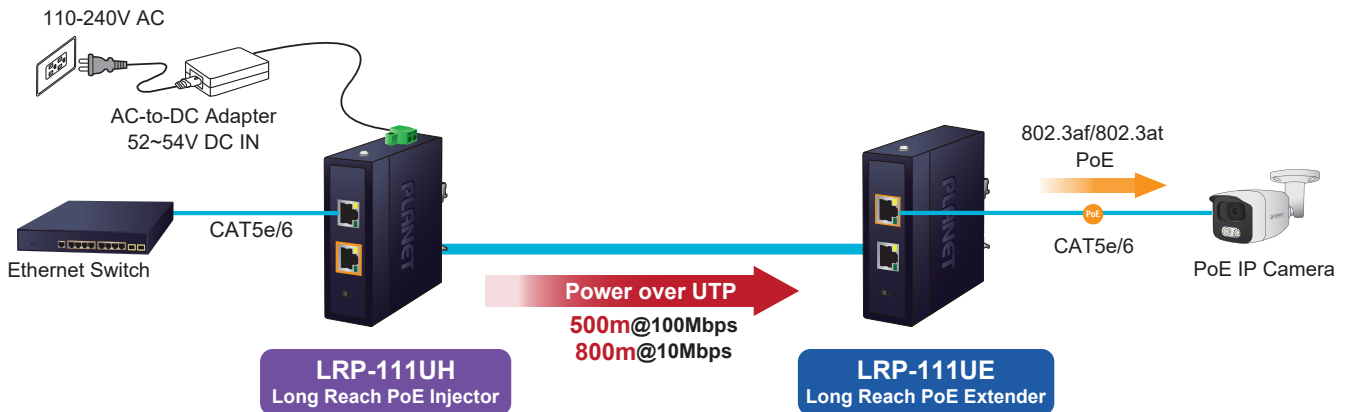 110-240V AC
AC-to-DC Adapter
52~54V DC IN
802.3af/802.3at
PoE
PLANET
PLANET
CAT5e/6
PoE
CAT5e/6
Ethernet Switch
PoE IP Camera
Power over UTP
500m@100Mbps
800m@10Mbps
LRP-111UH
Long Reach PoE Injector
LRP-111UE
Long Reach PoE Extender